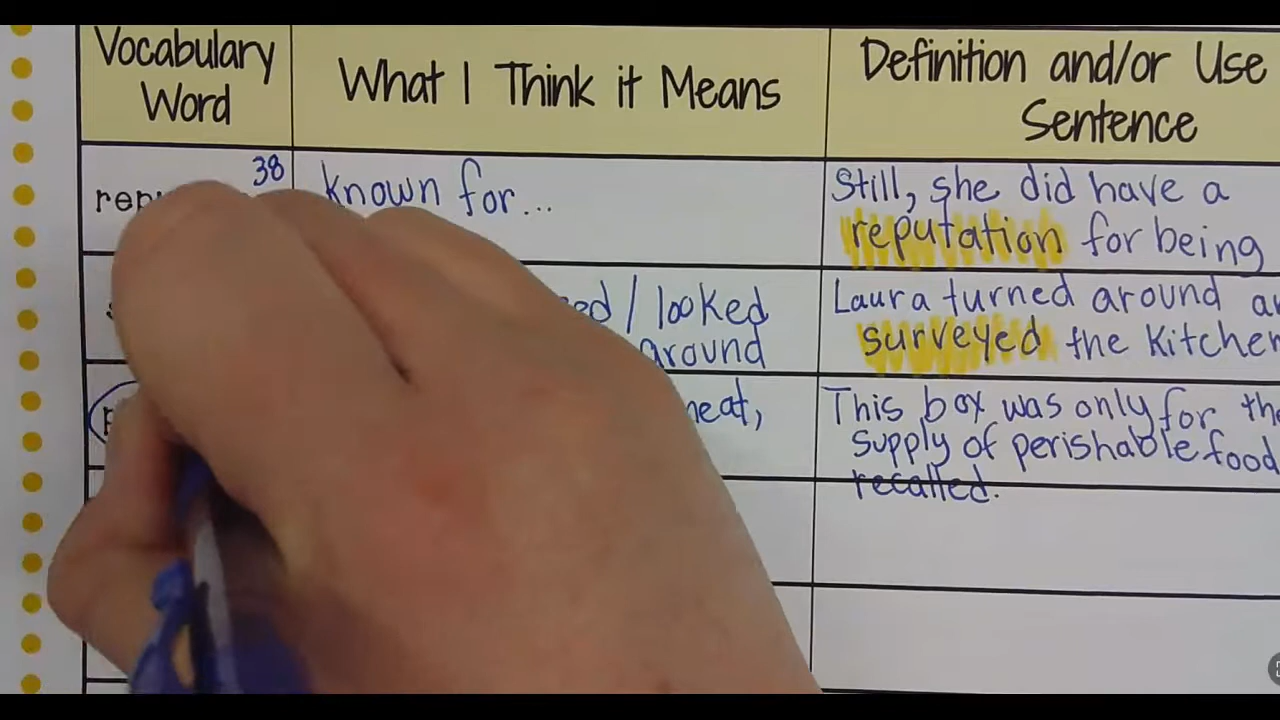 Vocabulary
Word
What I Think it Means
Definition and/or Use
Sentence
38
known for...
Still, she did have a
reputation for being
looked
around
Laura turned around
surveyed the kitchen
This box was only for
supply of perishable food
recalled.